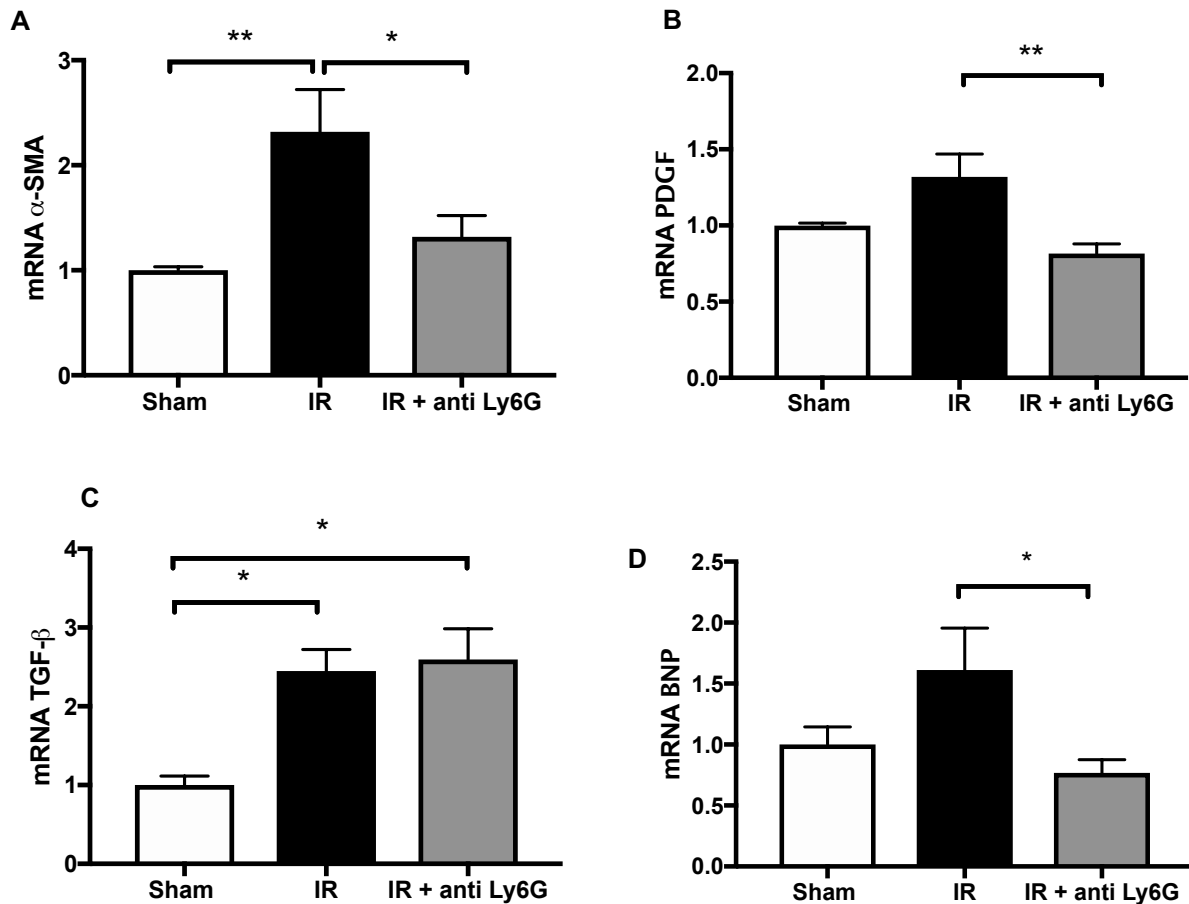 A
**
*
3
2
1
0
mRNA α-SMA
Sham
IR
IR + anti Ly6G
B
**
2.0
1.5
1.0
0.5
0.0
mRNA PDGF
Sham
IR
IR + anti Ly6G
C
*
*
4
3
2
1
0
mRNA TGF-β
Sham
IR
IR + anti Ly6G
D
*
2.5
2.0
1.5
1.0
0.5
0.0
mRNA BNP
Sham
IR
IR + anti Ly6G